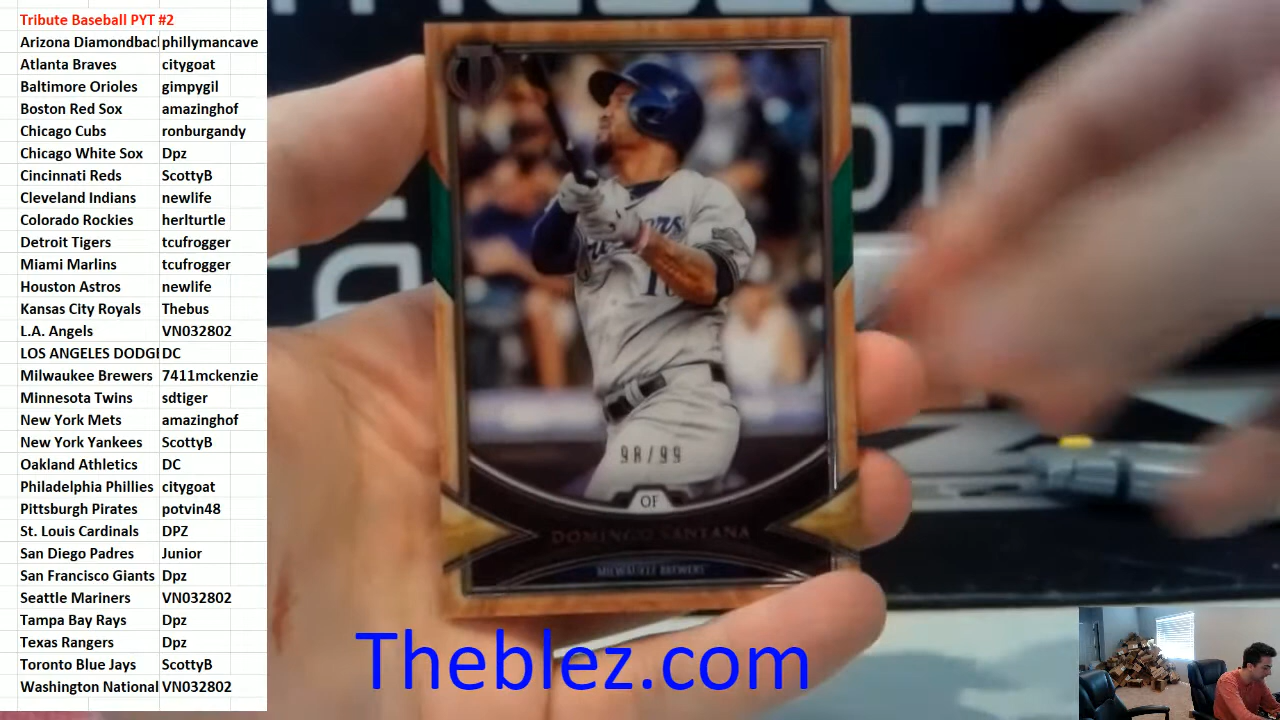 Tribute Baseball PYT #2
Arizona Diamondbac phillymancave
Atlanta Braves citygoat
Baltimore Orioles gimpygil
Boston Red Sox amazinghof
Chicago Cubs ronburgandy
Chicago White Sox Dpz
Cincinnati Reds ScottyB
Cleveland Indians newlife
Colorado Rockies herlturtle
Detroit Tigers tcufrogger
Miami Marlins tcufrogger
Houston Astros newlife
Kansas City Royals Thebus
L.A. Angels VN032802
LOS ANGELES DODGE DC
Milwaukee Brewers 7411mckenzie
Minnesota Twins sdtiger
New York Mets amazinghof
New York Yankees ScottyB
Oakland Athletics DC
Philadelphia Phillies citygoat
Pittsburgh Pirates potvin48
St. Louis Cardinals DPZ
San Diego Padres Junior
San Francisco Giants Dpz
Seattle Mariners VN032802
Tampa Bay Rays Dpz
Texas Rangers Dpz
Toronto Blue Jays ScottyB
Washington National VN032802
98/99
OF
DOMINGO SANTANA
MILWAUKEE BREWERS
Theblez.com